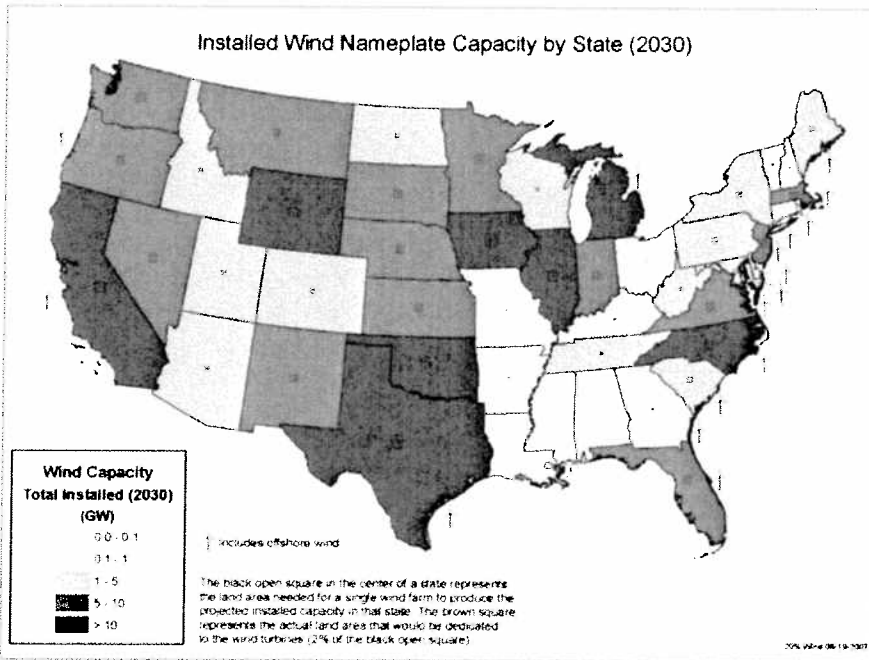 Installed Wind Nameplate Capacity by State (2030)
Wind Capacity
Total Installed (2030)
(GW)
0.0 - 0.1
0.1 - 1
1 - 5
5 - 10
> 10
Includes offshore wind
The black open square in the center of a state represents
the land area needed for a single wind farm to produce the
projected installed capacity in that state. The brown square
represents the actual land area that would be dedicated
to the wind turbines (2% of the black open square)